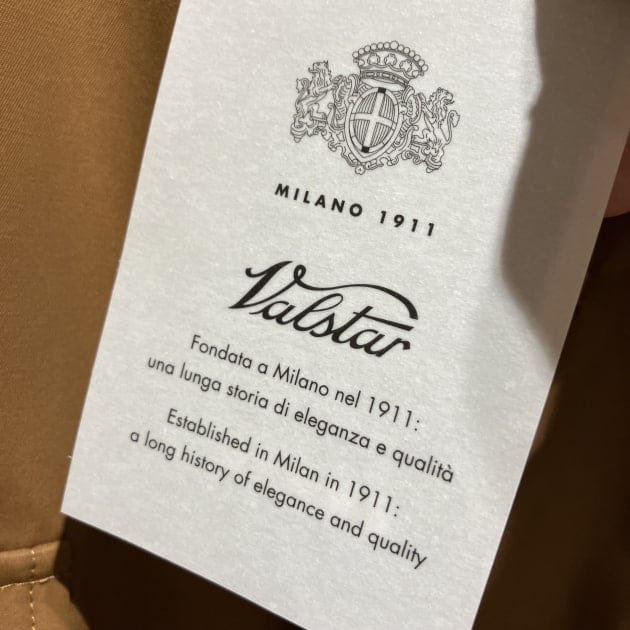 MILANO 1911
Valstar
Fondata a Milano nel 1911:
una lunga storia di eleganza e qualità
Established in Milan in 1911:
a long history of elegance and quality